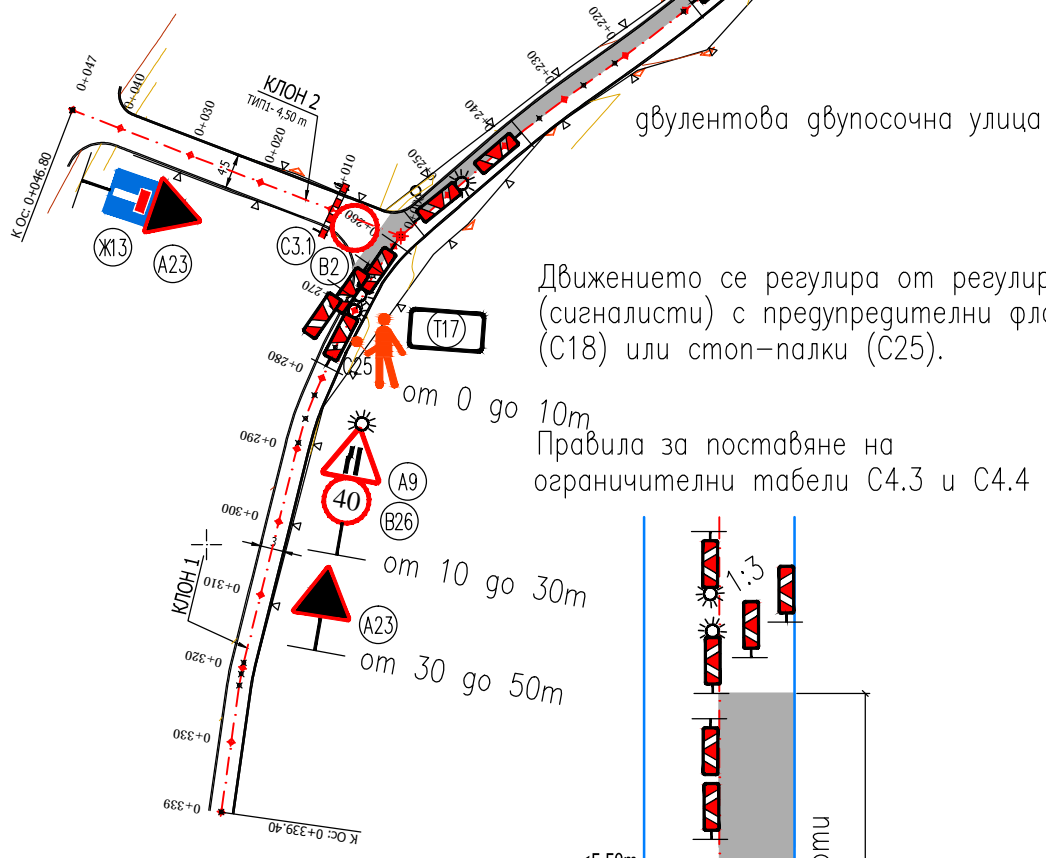 0+047
0+040
0+030
0+020
0+010
КЛОН 2
ТИП1- 4,50 m
4,5
К Ос: 0+046.80
0+220
0+230
0+240
0+250
0+260
0+270
0+280
0+290
0+300
0+310
0+320
0+330
0+339
К Ос: 0+339.40
КЛОН 1
3
Ж13
А23
С3.1
В2
Т17
С25
двулентова двупосочна улица
Движението се регулира от
(сигналисти) с предупредителни
(С18) или стоп-палки (С25).
от 0 до 10m
Правила за поставяне на
ограничителни табели С4.3 и С4.4
А9
40
В26
от 10 до 30m
А23
от 30 до 50m
1:3